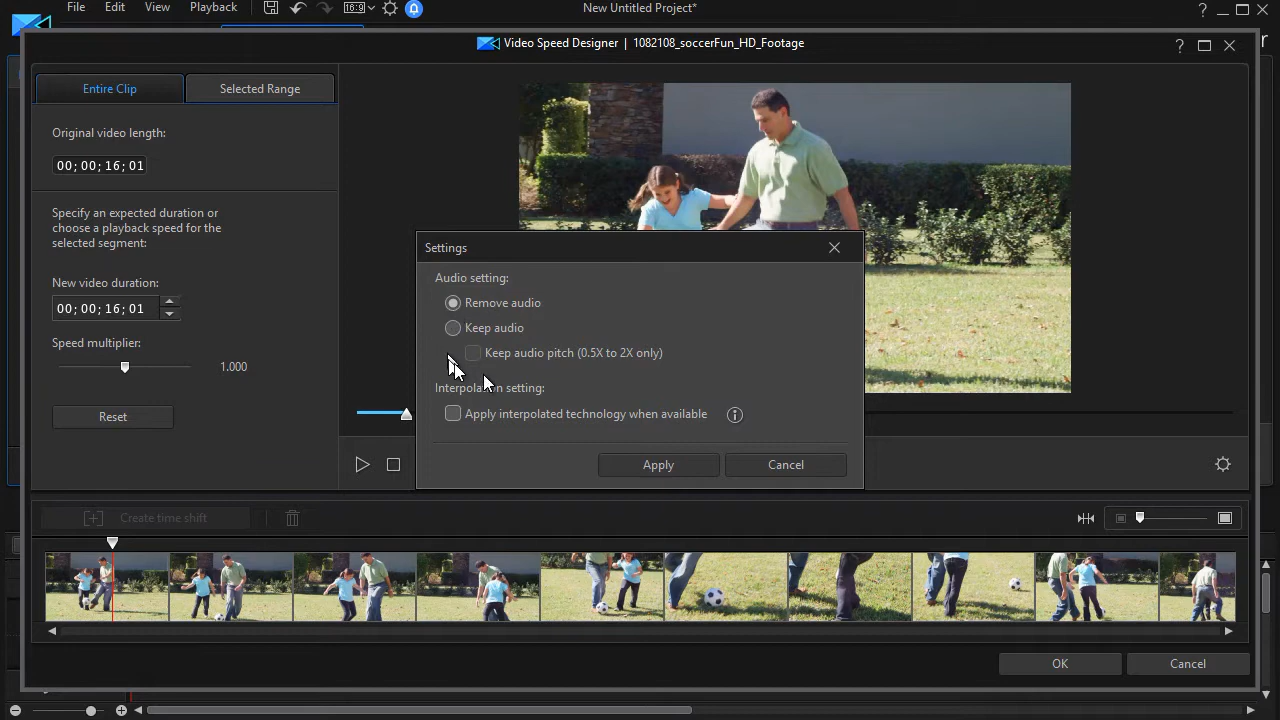 File Edit View Playback 16:9 New Untitled Project* ?
Video Speed Designer | 1082108_soccerFun_HD_Footage ?
Entire Clip Selected Range
Original video length:
00; 00; 16; 01
Specify an expected duration or
choose a playback speed for the
selected segment:
New video duration:
00; 00; 16; 01
Speed multiplier:
1.000
Reset
Settings
Audio setting:
Remove audio
Keep audio
Keep audio pitch (0.5X to 2X only)
Interpolation setting:
Apply interpolated technology when available
Apply Cancel
Create time shift
OK Cancel